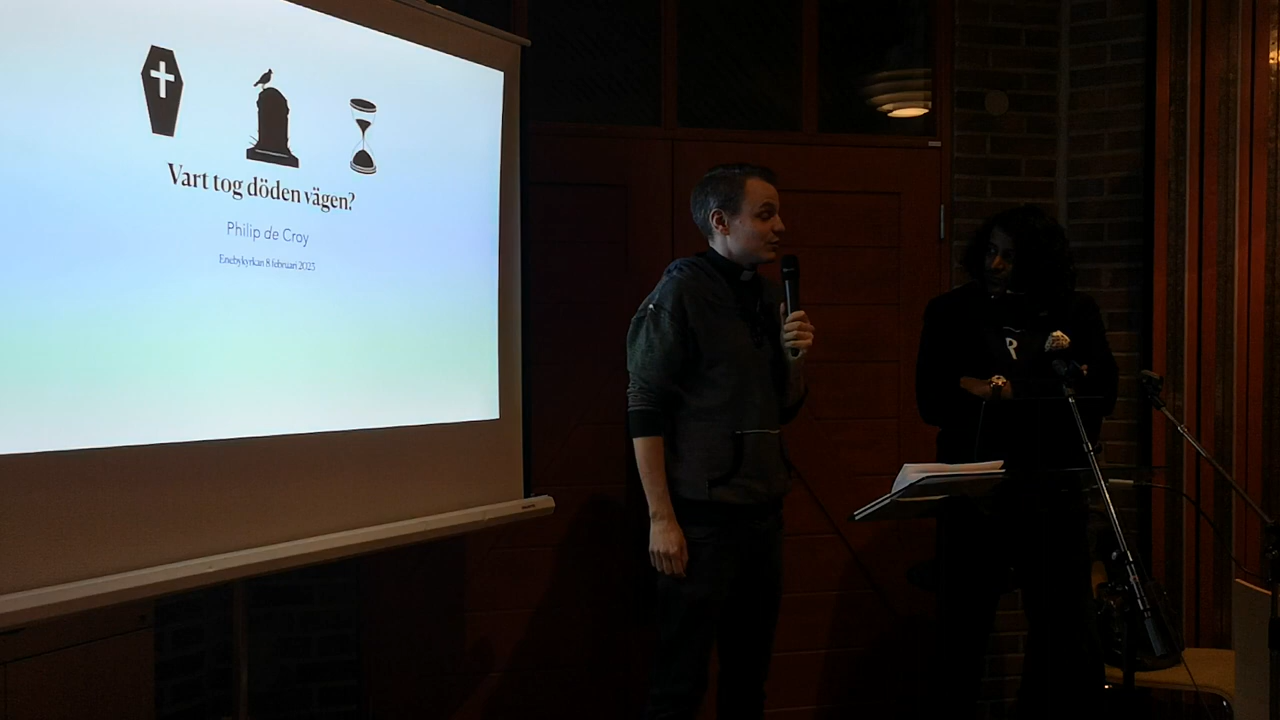 Vart tog döden vägen?
Philip de Croy
Enebykyrkan 8 februari 2023
R